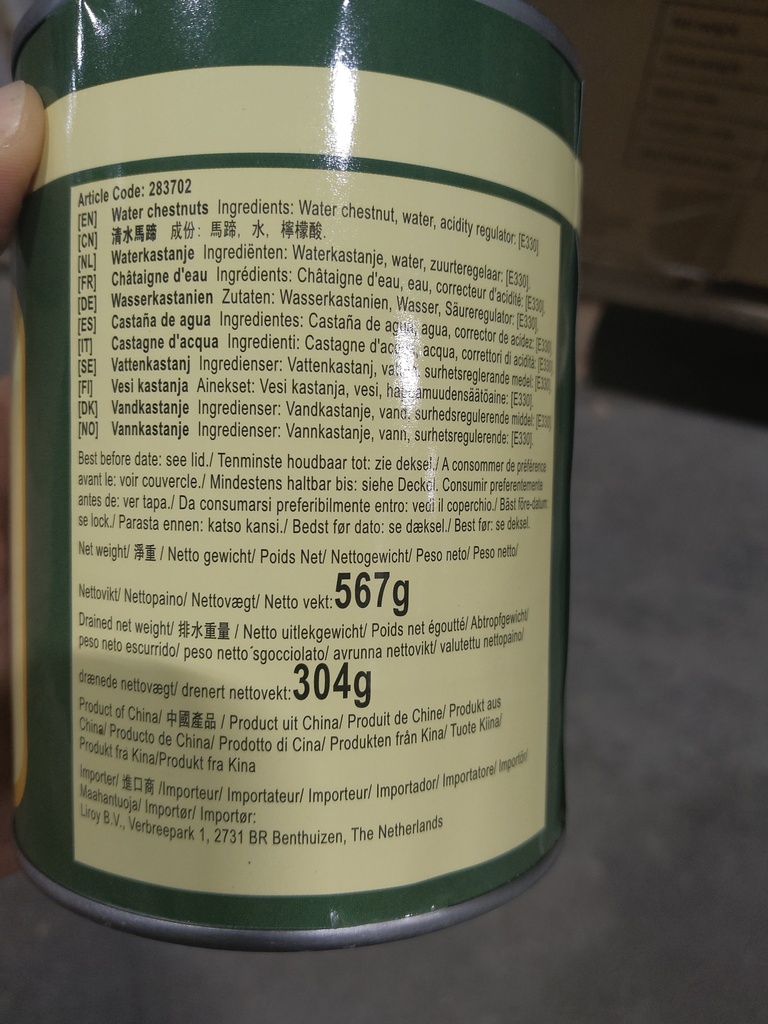 Article Code: 283702
[EN] Water chestnuts Ingredients: Water chestnut, water, acidity regulator: [E330]
[CN] 清水馬蹄 成份: 馬蹄, 水, 檸檬酸.
[NL] Waterkastanje Ingrediënten: Waterkastanje, water, zuurteregelaar: [E330].
[FR] Châtaigne d'eau Ingrédients: Châtaigne d'eau, eau, correcteur d'acidité: [E330].
[DE] Wasserkastanien Zutaten: Wasserkastanien, Wasser, Säureregulator: [E330].
[ES] Castaña de agua Ingredientes: Castaña de agua, agua, corrector de acidez: [E330]
[IT] Castagne d'acqua Ingredienti: Castagne d'acqua, acqua, correttori di acidità: [E330]
[SE] Vattenkastanj Ingredienser: Vattenkastanj, surhetsreglerande medel: [E330]
[FI] Vesi kastanja Ainekset: Vesi kastanja, vesi, [E330].
[DK] Vandkastanje Ingredienser: Vandkastanje, vand, surhedsregulerende middel: [E330]
[NO] Vannkastanje Ingredienser: Vannkastanje, vann, surhetsregulerende: [E330].
Best before date: see lid./ Tenminste houdbaar tot: zie deksel./ A consommer de préférence
avant le: voir couvercle./ Mindestens haltbar bis: siehe Deckel. Consumir preferentemente
antes de: ver tapa./ Da consumarsi preferibilmente entro: vedi il coperchio./ Bäst före-datum:
se lock./ Parasta ennen: katso kansi./ Bedst før dato: se dæksel./ Best før: se deksel.
Net weight/ 淨重 / Netto gewicht/ Poids Net/ Nettogewicht/ Peso neto/ Peso netto/
Nettovikt/ Nettopaino/ Nettovægt/ Netto vekt: 567g
Drained net weight/ 排水重量 / Netto uitlekgewicht/ Poids net égoutté/ Abtropfgewicht/
peso neto escurrido/ peso netto sgocciolato/ avrunna nettovikt/ valutettu nettopaino/
drænede nettovægt/ drenert nettovekt: 304g
Product of China/ 中國產品 / Product uit China/ Produit de Chine/ Produkt aus
China/ Producto de China/ Prodotto di Cina/ Produkten från Kina/ Tuote Kiina/
Produkt fra Kina/Produkt fra Kina
Importer/ 進口商 /Importeur/ Importateur/ Importeur/ Importador/ Importatore/ Importör/
Maahantuoja/ Importør/ Importør:
Liroy B.V., Verbreepark 1, 2731 BR Benthuizen, The Netherlands